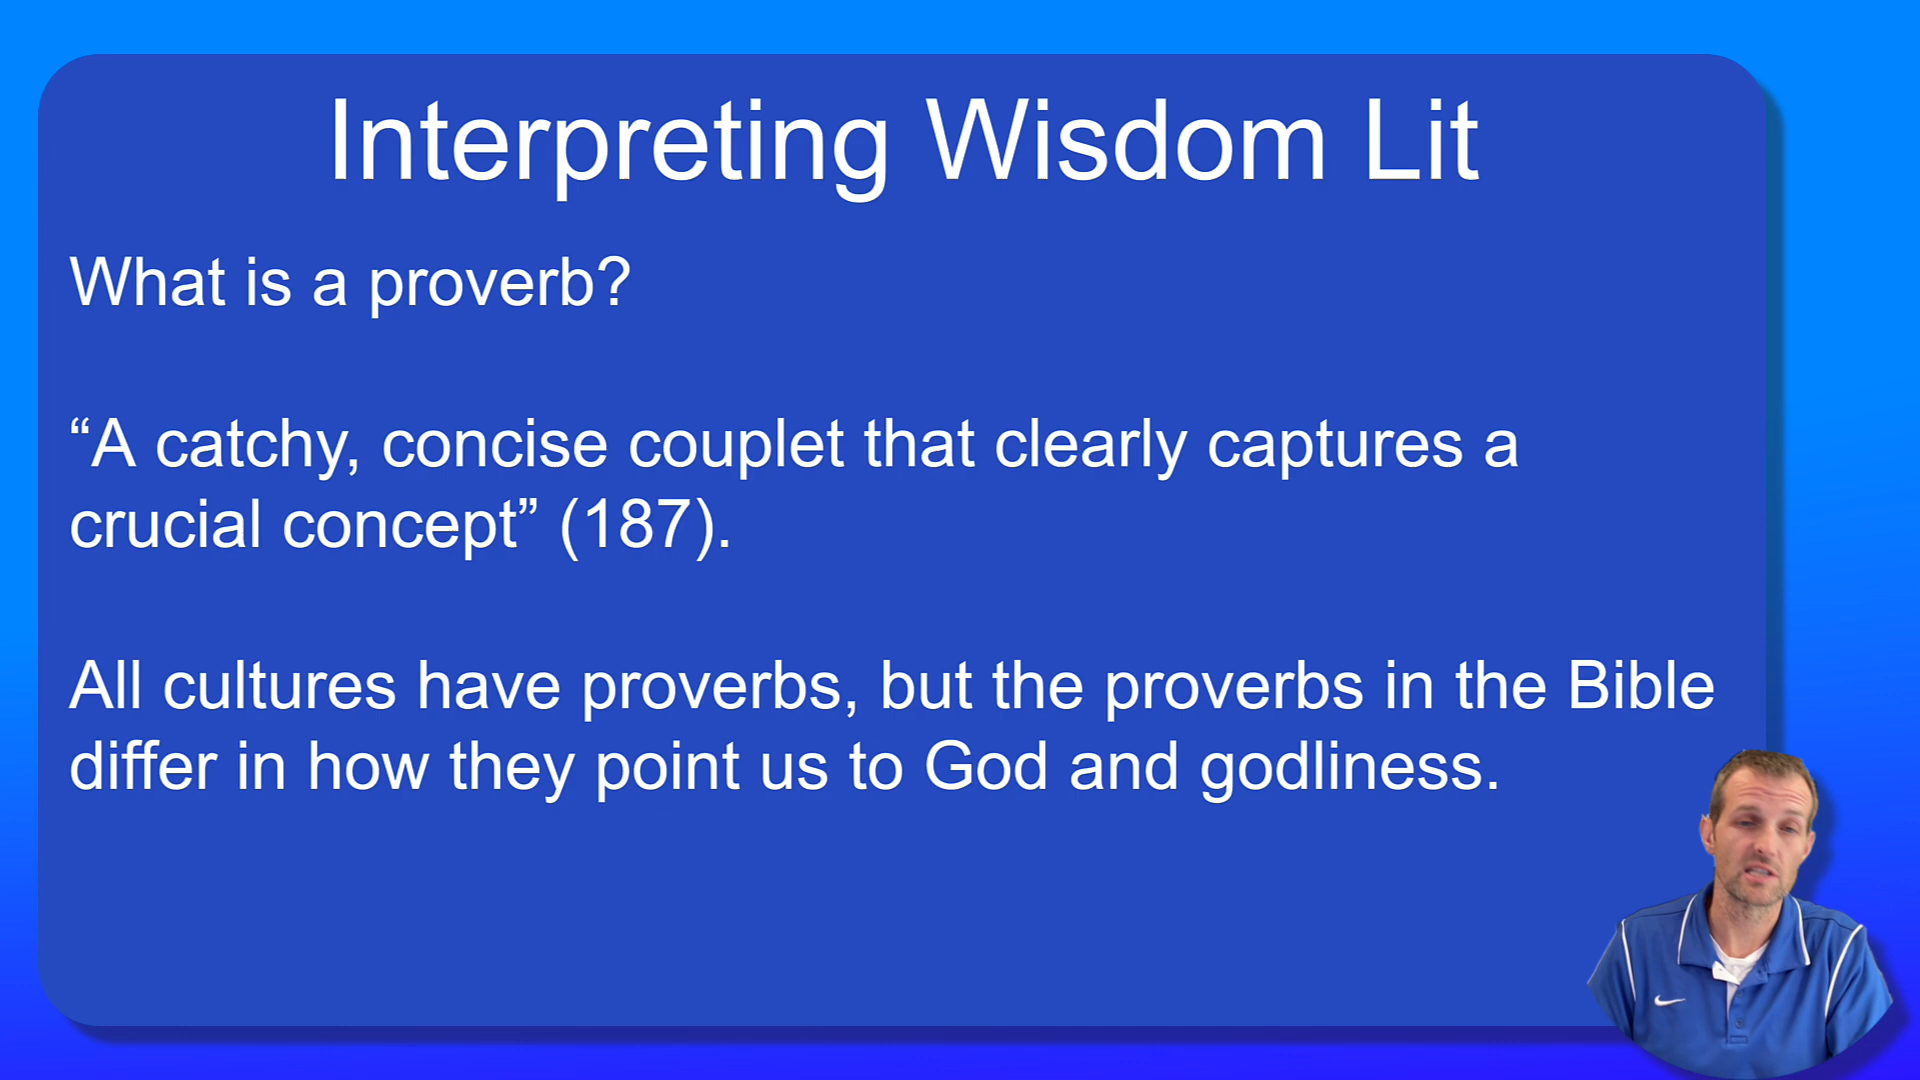 Interpreting Wisdom Lit
What is a proverb?
“A catchy, concise couplet that clearly captures a
crucial concept” (187).
All cultures have proverbs, but the proverbs in the Bible
differ in how they point us to God and godliness.